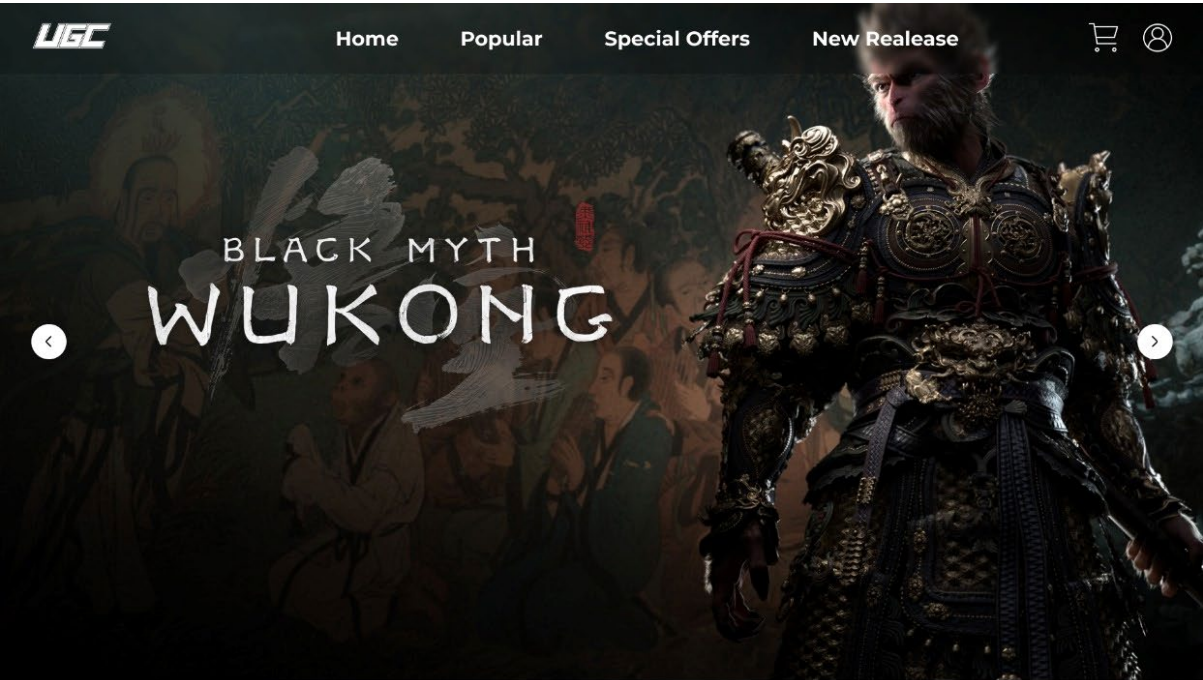 UGC
Home
Popular
Special Offers
New Realease
BLACK MYTH
WUKONG